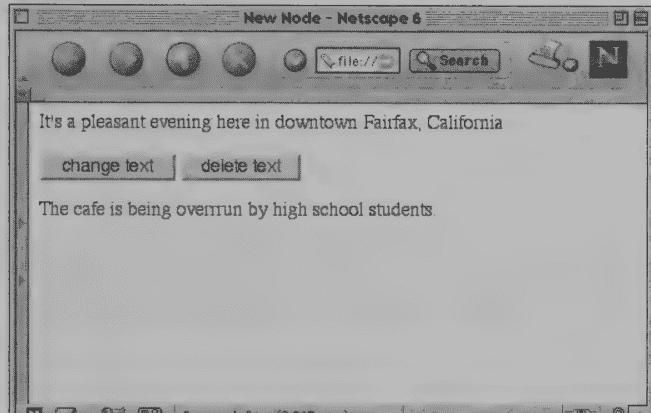 New Node - Netscape 6
file:// Search N
It's a pleasant evening here in downtown Fairfax, California
change text delete text
The cafe is being overrun by high school students.